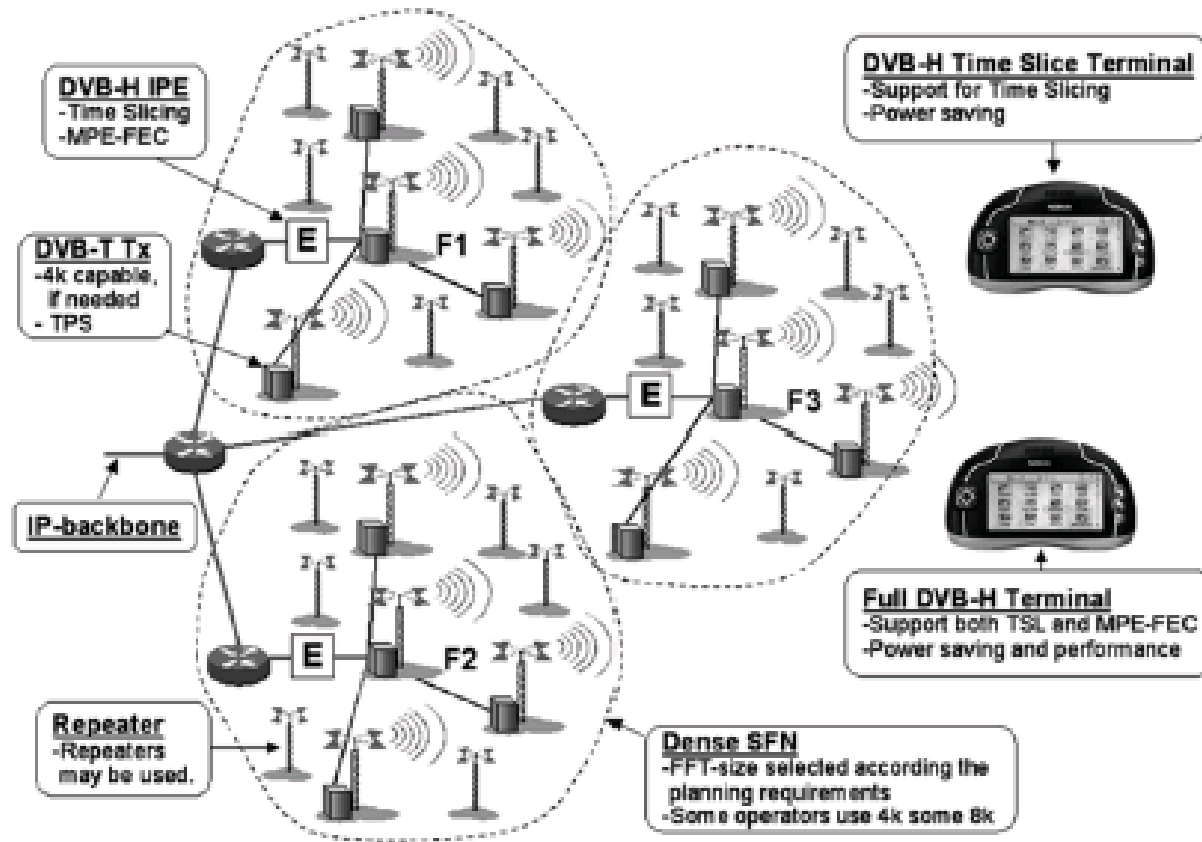 DVB-H IPE
-Time Slicing
-MPE-FEC
DVB-H Time Slice Terminal
-Support for Time Slicing
-Power saving
E
F1
DVB-T Tx
-4k capable,
if needed
- TPS
E
F3
IP-backbone
E
F2
Full DVB-H Terminal
-Support both TSL and MPE-FEC
-Power saving and performance
Repeater
-Repeaters
may be used.
Dense SFN
-FFT-size selected according the
planning requirements
-Some operators use 4k some 8k